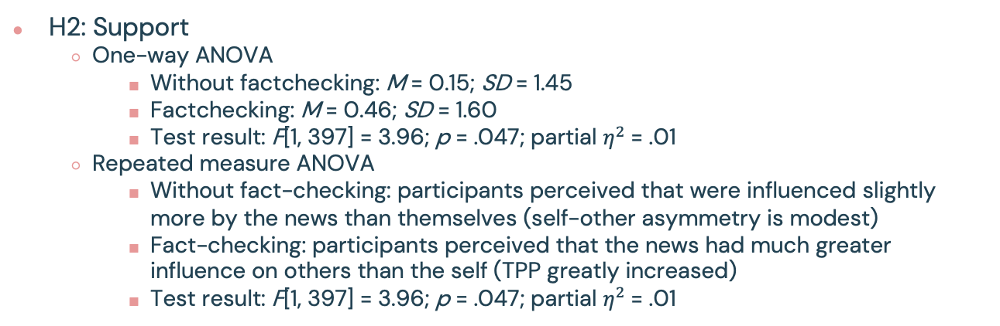 H2: Support
One-way ANOVA
Without factchecking: M = 0.15; SD = 1.45
Factchecking: M = 0.46; SD = 1.60
Test result: F[1, 397] = 3.96; p = .047; partial η² = .01
Repeated measure ANOVA
Without fact-checking: participants perceived that were influenced slightly
more by the news than themselves (self-other asymmetry is modest)
Fact-checking: participants perceived that the news had much greater
influence on others than the self (TPP greatly increased)
Test result: F[1, 397] = 3.96; p = .047; partial η² = .01